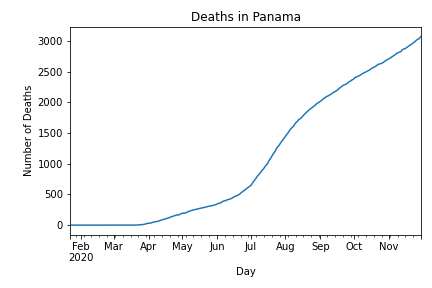 Deaths in Panama
Number of Deaths
3000
2500
2000
1500
1000
500
0
Feb Mar Apr May Jun Jul Aug Sep Oct Nov
2020
Day